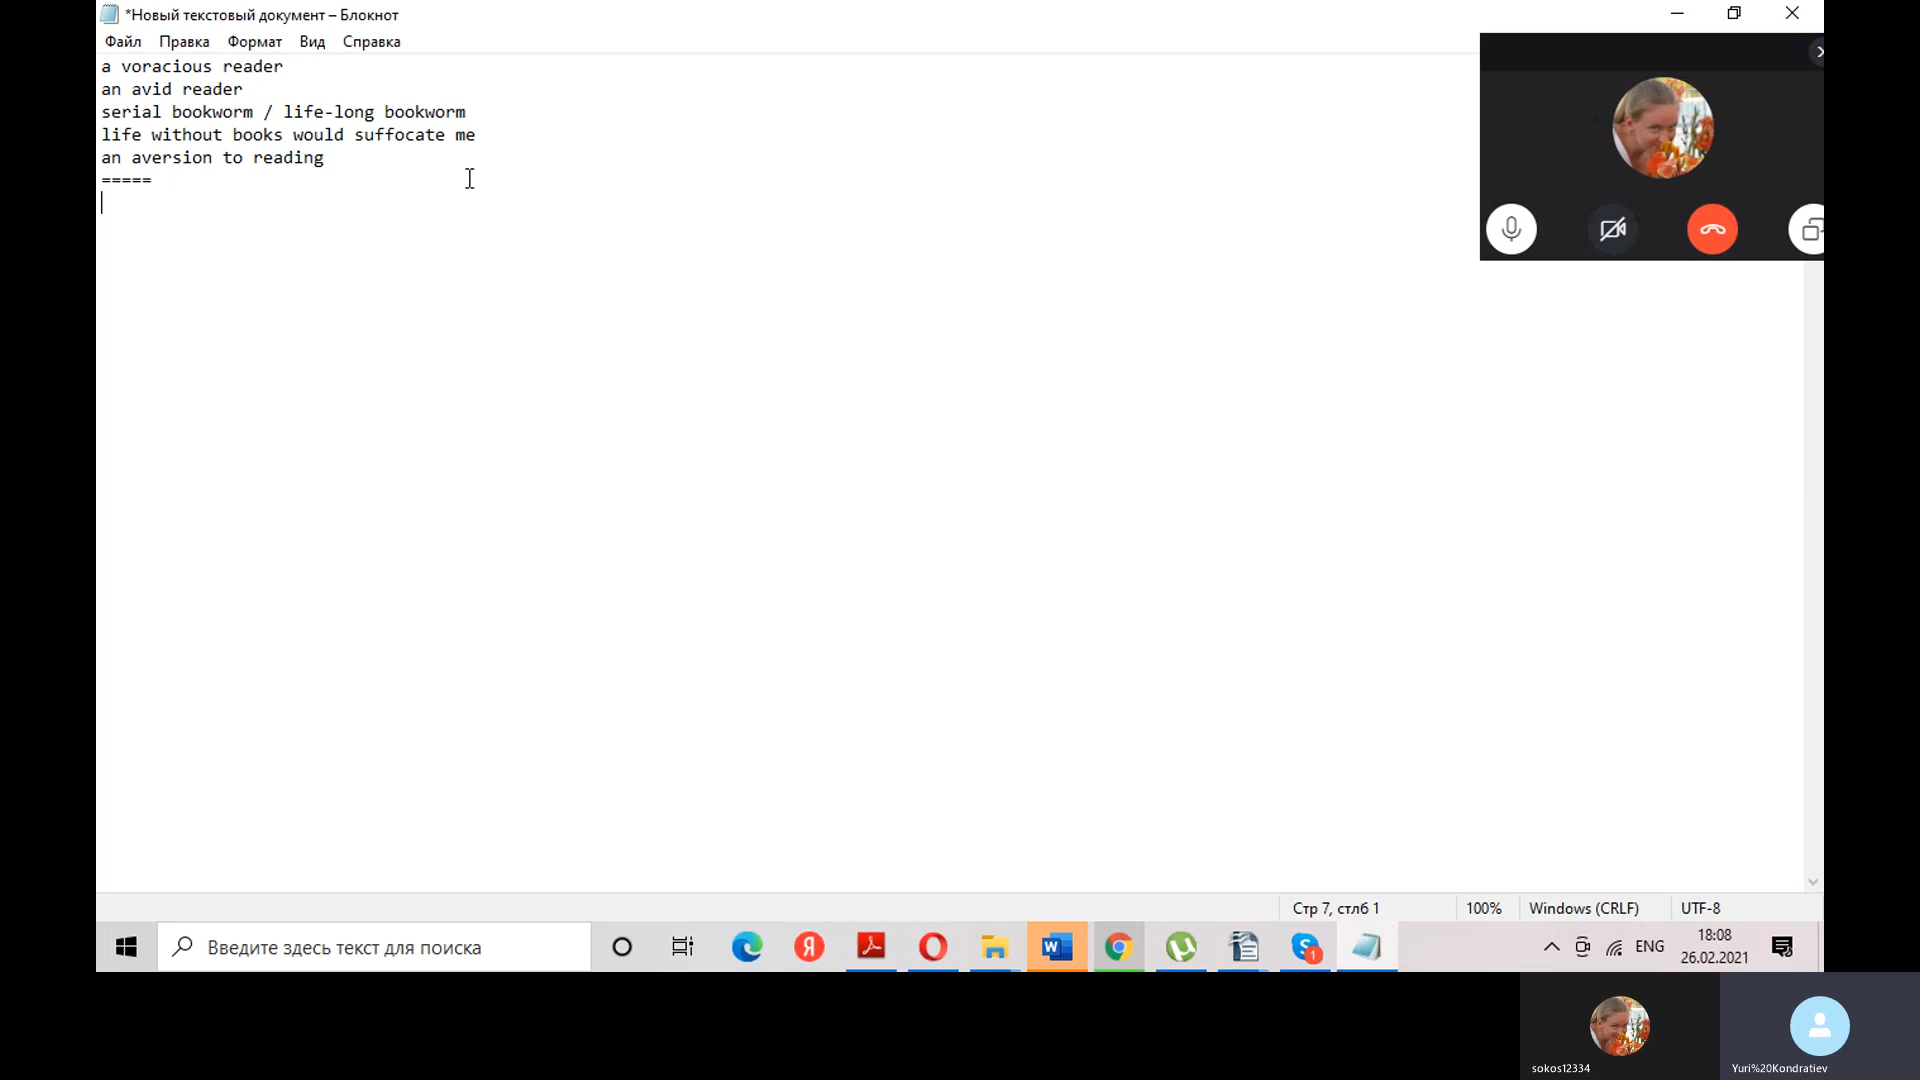 *Новый текстовый документ – Блокнот
Файл Правка Формат Вид Справка
a voracious reader
an avid reader
serial bookworm / life-long bookworm
life without books would suffocate me
an aversion to reading
=====
Стр 7, стлб 1 100% Windows (CRLF) UTF-8
Введите здесь текст для поиска
Я
W
1
ENG
18:08
26.02.2021
sokos12334
Yuri%20Kondratiev